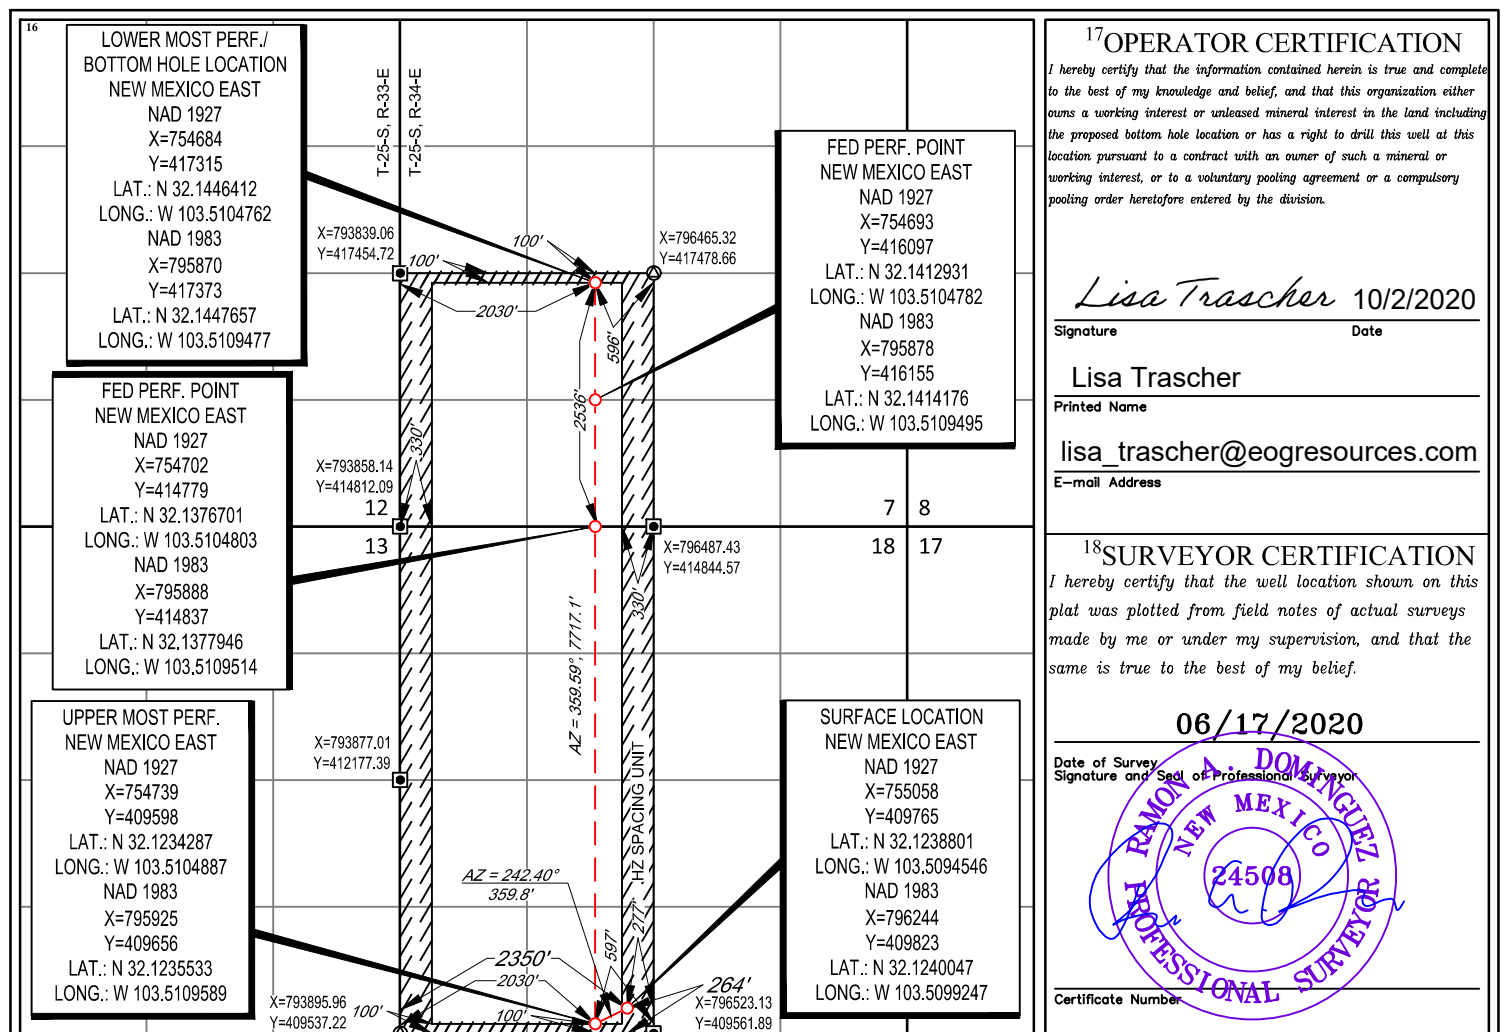 16
LOWER MOST PERF./
BOTTOM HOLE LOCATION
NEW MEXICO EAST
NAD 1927
X=754684
Y=417315
LAT.: N 32.1446412
LONG.: W 103.5104762
NAD 1983
X=795870
Y=417373
LAT.: N 32.1447657
LONG.: W 103.5109477
FED PERF. POINT
NEW MEXICO EAST
NAD 1927
X=754702
Y=414779
LAT.: N 32.1376701
LONG.: W 103.5104803
NAD 1983
X=795888
Y=414837
LAT.: N 32.1377946
LONG.: W 103.5109514
UPPER MOST PERF.
NEW MEXICO EAST
NAD 1927
X=754739
Y=409598
LAT.: N 32.1234287
LONG.: W 103.5104887
NAD 1983
X=795925
Y=409656
LAT.: N 32.1235533
LONG.: W 103.5109589
T-25-S, R-33-E
T-25-S, R-34-E
X=793839.06
Y=417454.72
100'
100'
X=796465.32
Y=417478.66
2030'
596'
2536'
330'
X=793858.14
Y=414812.09
12
13
7
8
18
17
X=796487.43
Y=414844.57
330'
AZ = 359.59°, 7717.1'
X=793877.01
Y=412177.39
HZ SPACING UNIT
AZ = 242.40°
359.8'
277'
597'
2350'
2030'
264'
X=793895.96
Y=409537.22
100'
100'
X=796523.13
Y=409561.89
FED PERF. POINT
NEW MEXICO EAST
NAD 1927
X=754693
Y=416097
LAT.: N 32.1412931
LONG.: W 103.5104782
NAD 1983
X=795878
Y=416155
LAT.: N 32.1414176
LONG.: W 103.5109495
SURFACE LOCATION
NEW MEXICO EAST
NAD 1927
X=755058
Y=409765
LAT.: N 32.1238801
LONG.: W 103.5094546
NAD 1983
X=796244
Y=409823
LAT.: N 32.1240047
LONG.: W 103.5099247
17OPERATOR CERTIFICATION
I hereby certify that the information contained herein is true and complete
to the best of my knowledge and belief, and that this organization either
owns a working interest or unleased mineral interest in the land including
the proposed bottom hole location or has a right to drill this well at this
location pursuant to a contract with an owner of such a mineral or
working interest, or to a voluntary pooling agreement or a compulsory
pooling order heretofore entered by the division.
Lisa Trascher 10/2/2020
Signature Date
Lisa Trascher
Printed Name
lisa_trascher@eogresources.com
E-mail Address
18SURVEYOR CERTIFICATION
I hereby certify that the well location shown on this
plat was plotted from field notes of actual surveys
made by me or under my supervision, and that the
same is true to the best of my belief.
06/17/2020
Date of Survey
Signature and Seal of Professional Surveyor
RAMON A. DOMINGUEZ
NEW MEXICO
24508
PROFESSIONAL SURVEYOR
Certificate Number